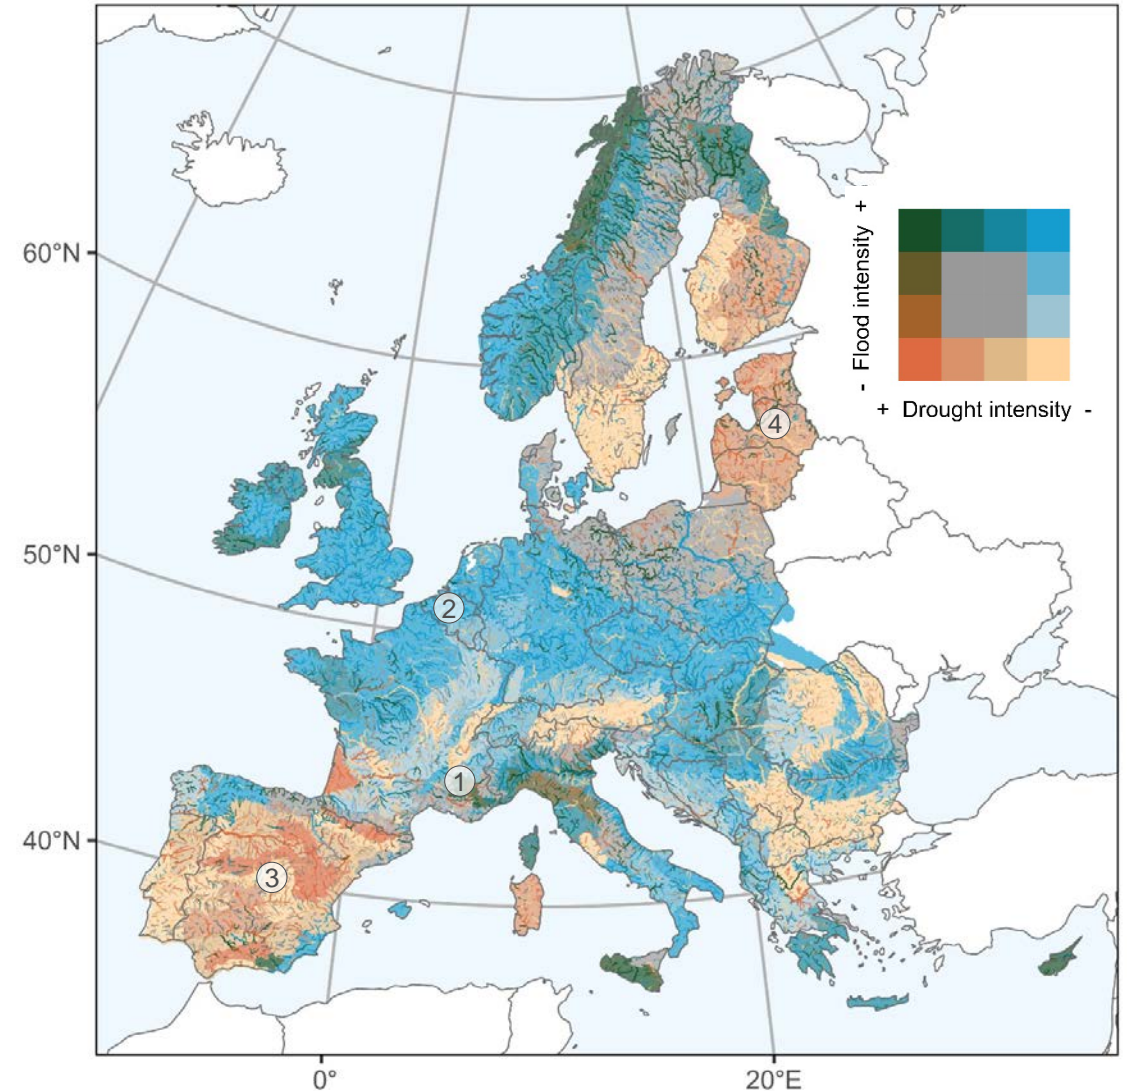 60°N
50°N
40°N
0°
20°E
1
2
3
4
- Flood intensity +
+ Drought intensity -